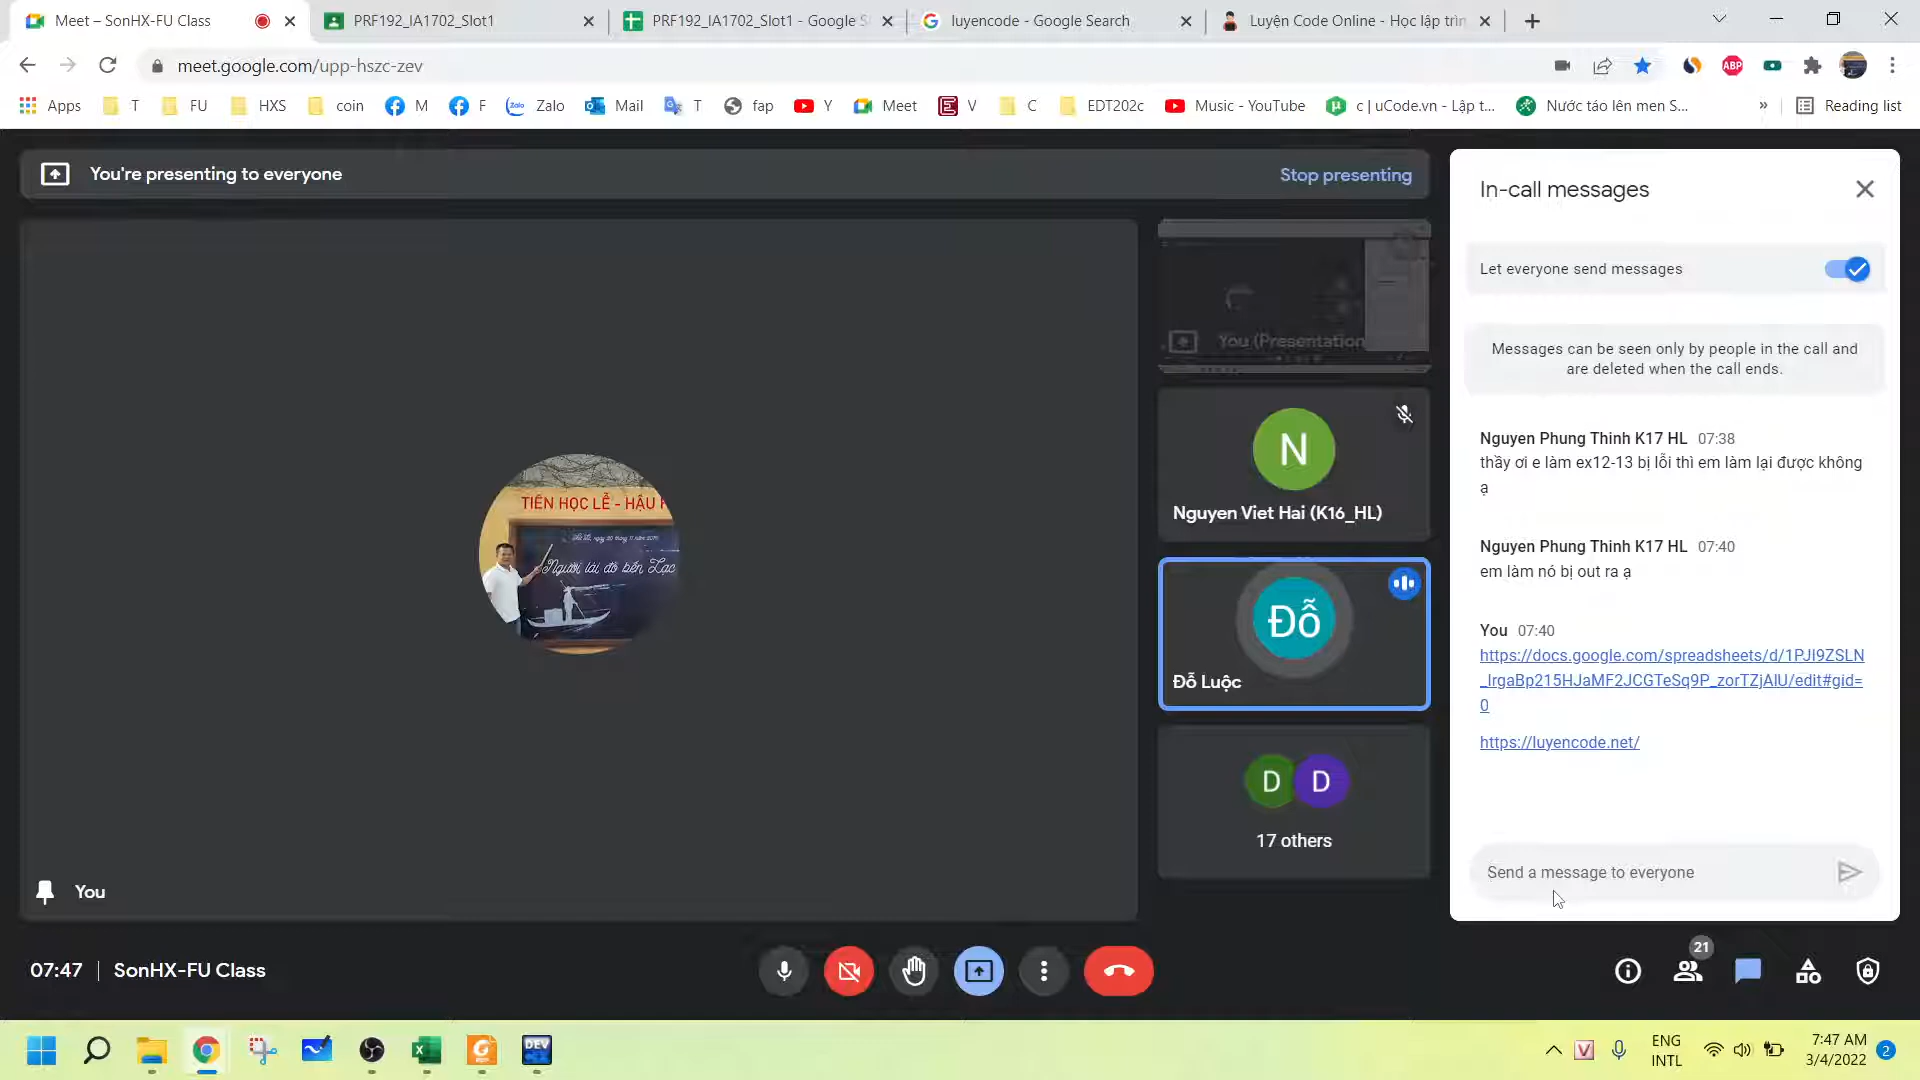 Meet – SonHX-FU Class
PRF192_IA1702_Slot1
PRF192_IA1702_Slot1 - Google S
luyencode - Google Search
Luyện Code Online - Học lập trìn
meet.google.com/upp-hszc-zev
ABP
Apps
T
FU
HXS
coin
M
F
Zalo
Zalo
Mail
T
fap
Y
Meet
V
C
EDT202c
Music - YouTube
c | uCode.vn - Lập t...
Nước táo lên men S...
»
Reading list
You're presenting to everyone
Stop presenting
In-call messages
Let everyone send messages
Messages can be seen only by people in the call and
are deleted when the call ends.
You (Presentation
N
Nguyen Viet Hai (K16_HL)
Đỗ
Đỗ Luộc
D D
17 others
Nguyen Phung Thinh K17 HL 07:38
thầy ơi e làm ex12-13 bị lỗi thì em làm lại được không
ạ
Nguyen Phung Thinh K17 HL 07:40
em làm nó bị out ra ạ
You 07:40
https://docs.google.com/spreadsheets/d/1PJI9ZSLN
_lrgaBp215HJaMF2JCGTeSq9P_zorTZjAIU/edit#gid=
0
https://luyencode.net/
Send a message to everyone
TIÊN HỌC LỄ - HẬU
Người lái đò bến Lạc
You
07:47 | SonHX-FU Class
21
DEV
V
ENG
INTL
7:47 AM
3/4/2022
2